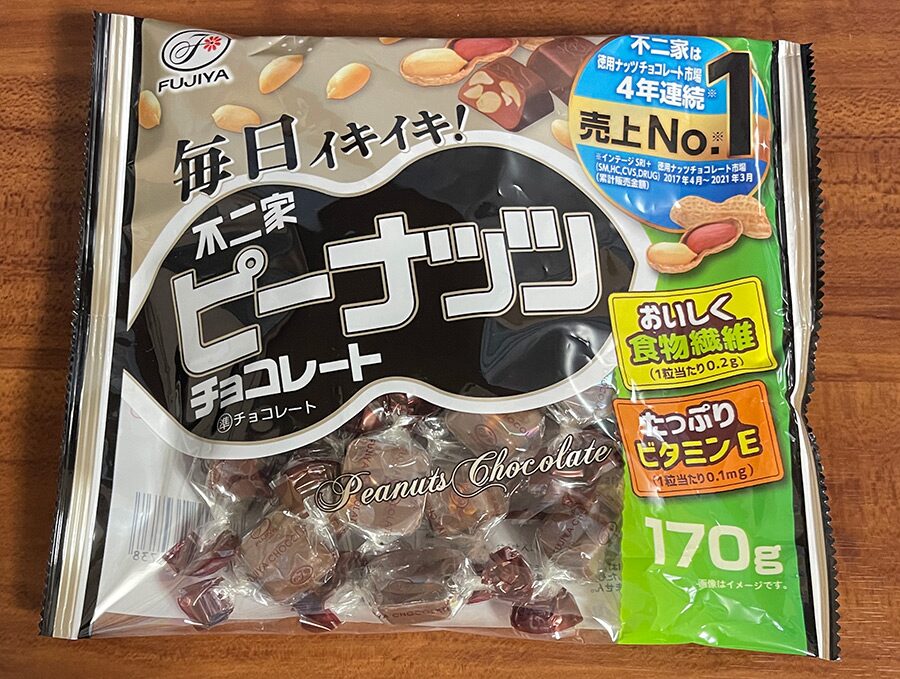 FUJIYA
毎日イキイキ!
不二家
ピーナッツ
チョコレート
準チョコレート
Peanuts Chocolate
不二家は
徳用ナッツチョコレート市場
4年連続※
売上No.1※
※インテージSRI+ 徳用ナッツチョコレート市場
(SM,HC,CVS,DRUG) 2017年4月～2021年3月
(累計販売金額)
おいしく
食物繊維
(1粒当たり0.2g)
たっぷり
ビタミンE
(1粒当たり0.1mg)
170g
画像はイメージです。